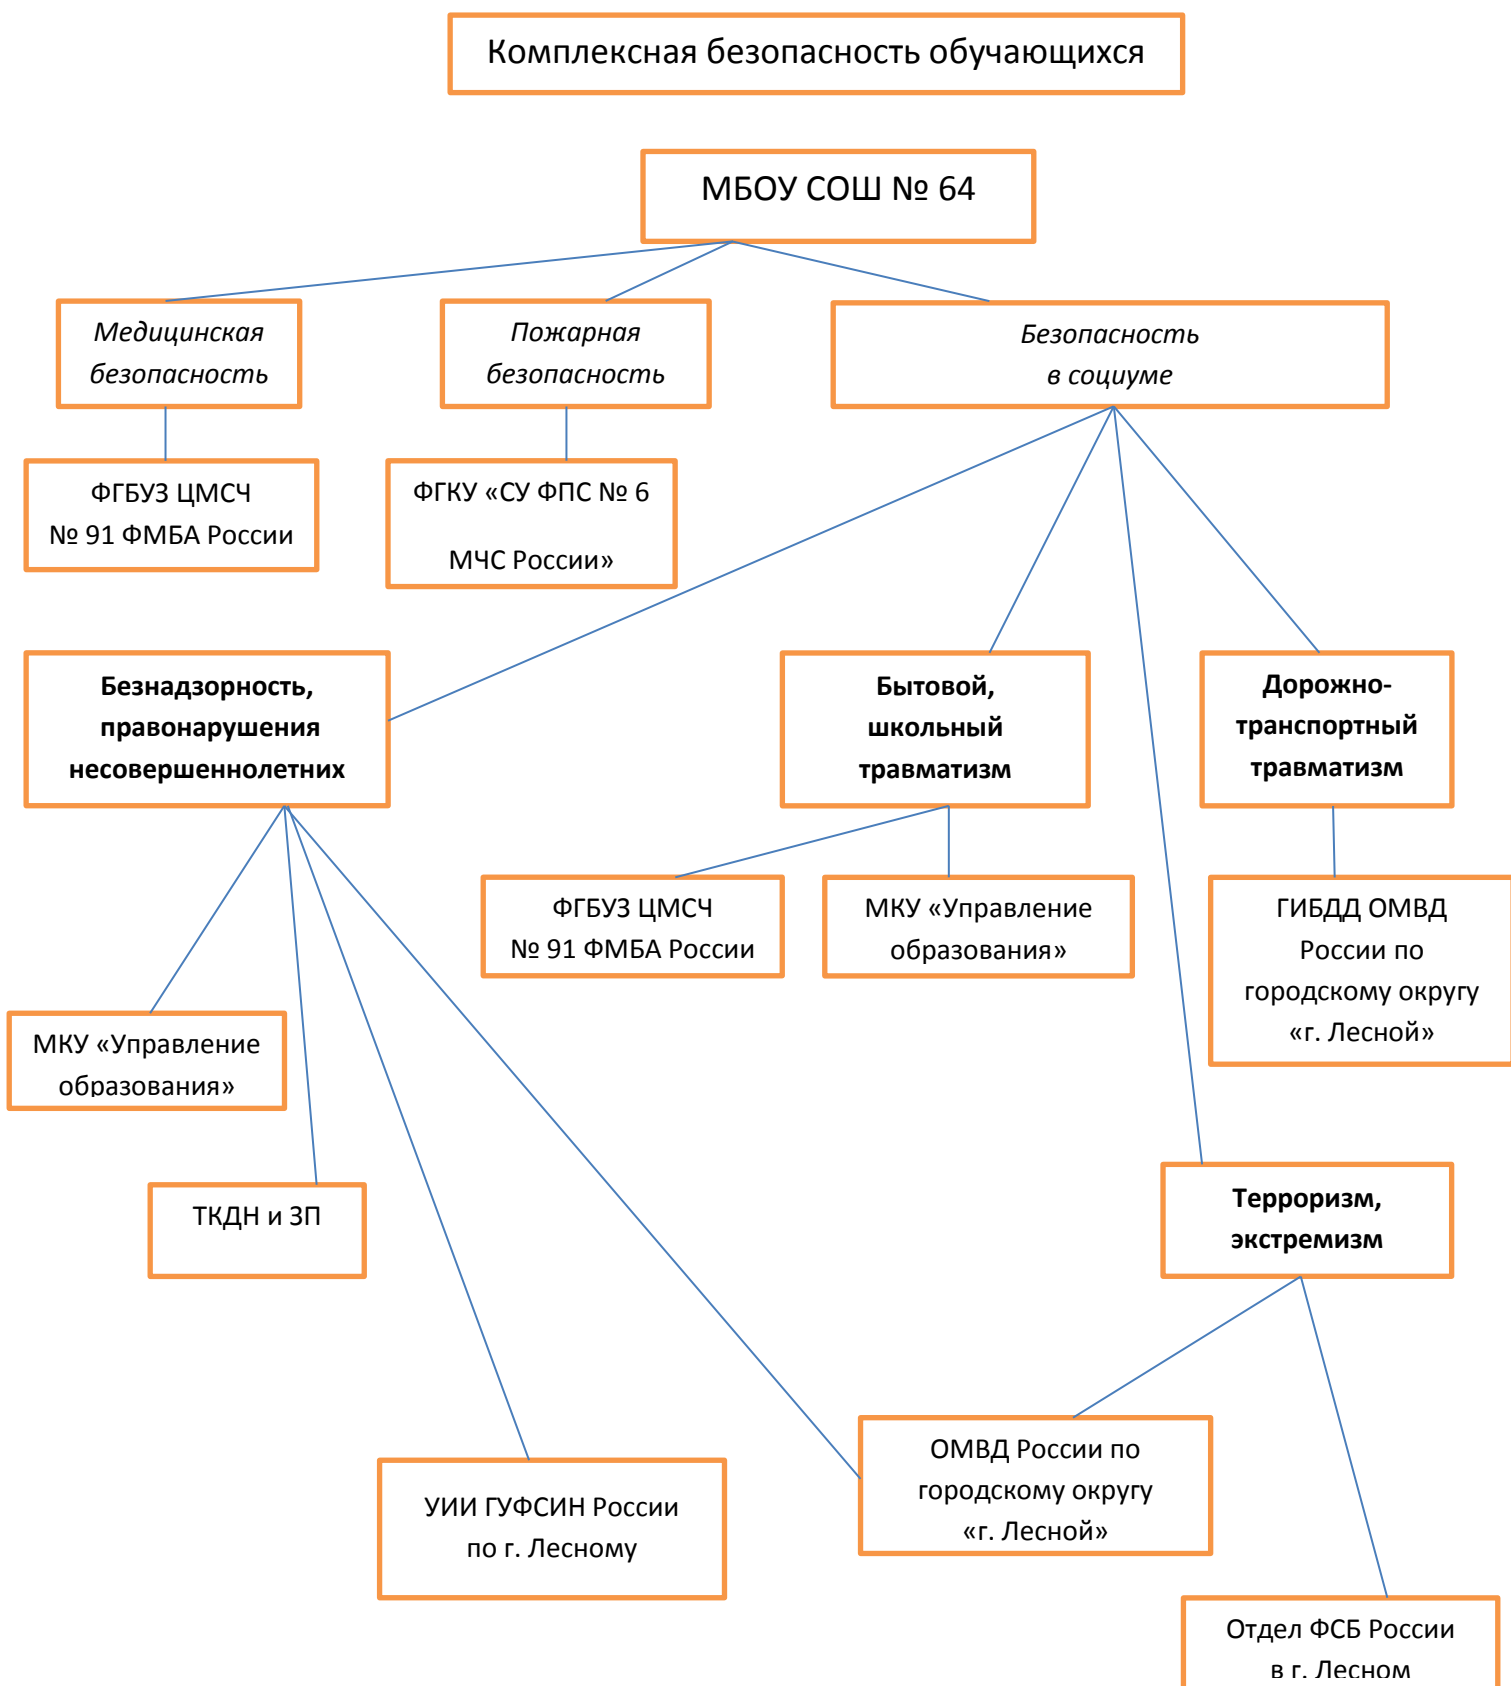 Комплексная безопасность обучающихся
МБОУ СОШ № 64
Медицинская
безопасность
Пожарная
безопасность
Безопасность
в социуме
ФГБУЗ ЦМСЧ
№ 91 ФМБА России
ФГКУ «СУ ФПС № 6
МЧС России»
Безнадзорность,
правонарушения
несовершеннолетних
Бытовой,
школьный
травматизм
Дорожно-
транспортный
травматизм
ФГБУЗ ЦМСЧ
№ 91 ФМБА России
МКУ «Управление
образования»
ГИБДД ОМВД
России по
городскому округу
«г. Лесной»
МКУ «Управление
образования»
ТКДН и ЗП
Терроризм,
экстремизм
УИИ ГУФСИН России
по г. Лесному
ОМВД России по
городскому округу
«г. Лесной»
Отдел ФСБ России
в г. Лесном